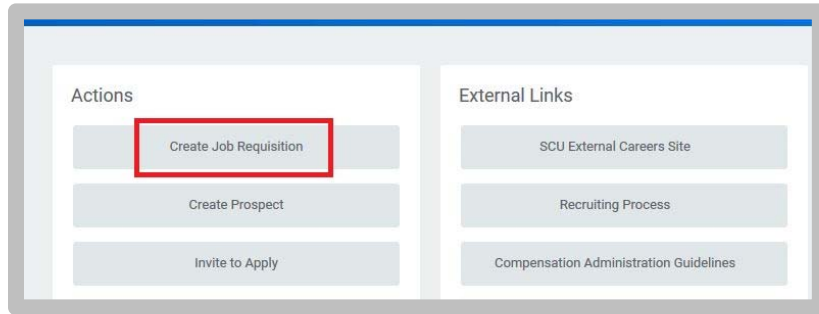 Actions
Create Job Requisition
Create Prospect
Invite to Apply
External Links
SCU External Careers Site
Recruiting Process
Compensation Administration Guidelines